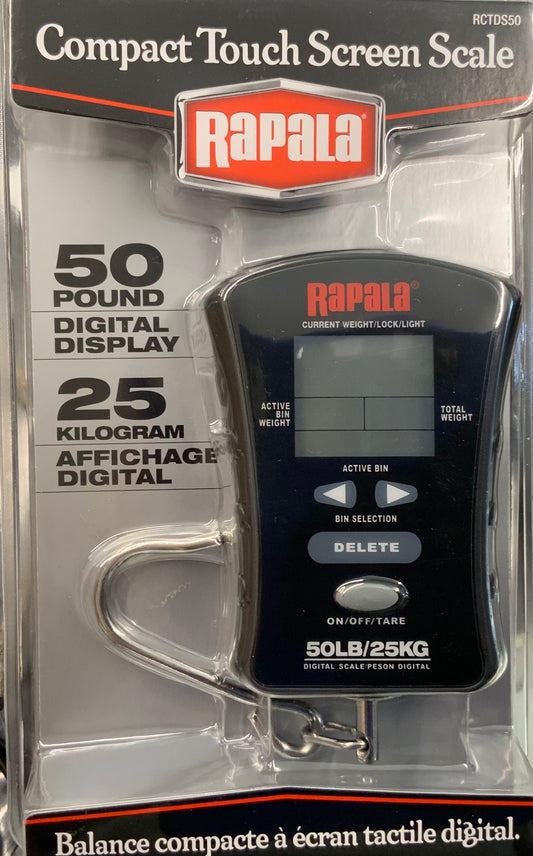 RCTDS50
Compact Touch Screen Scale
RAPALA®
50
POUND
DIGITAL
DISPLAY
25
KILOGRAM
AFFICHAGE
DIGITAL
RAPALA®
CURRENT WEIGHT/LOCK/LIGHT
ACTIVE
BIN
WEIGHT
TOTAL
WEIGHT
ACTIVE BIN
BIN SELECTION
DELETE
ON/OFF/TARE
50LB/25KG
DIGITAL SCALE/PESON DIGITAL
Balance compacte à écran tactile digital.